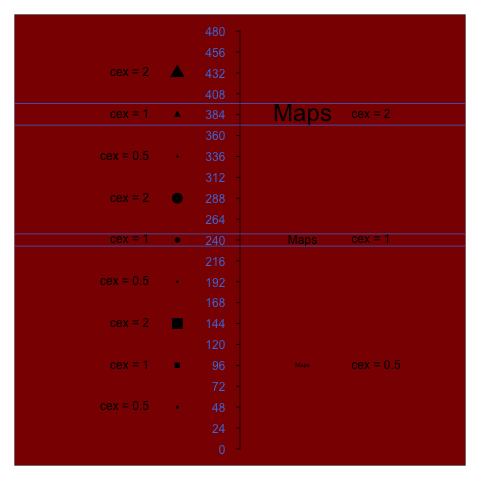 480
456
cex = 2 432
408
cex = 1 384 Maps cex = 2
360
cex = 0.5 336
312
cex = 2 288
264
cex = 1 240 Maps cex = 1
216
cex = 0.5 192
168
cex = 2 144
120
cex = 1 96 Maps cex = 0.5
72
cex = 0.5 48
24
0